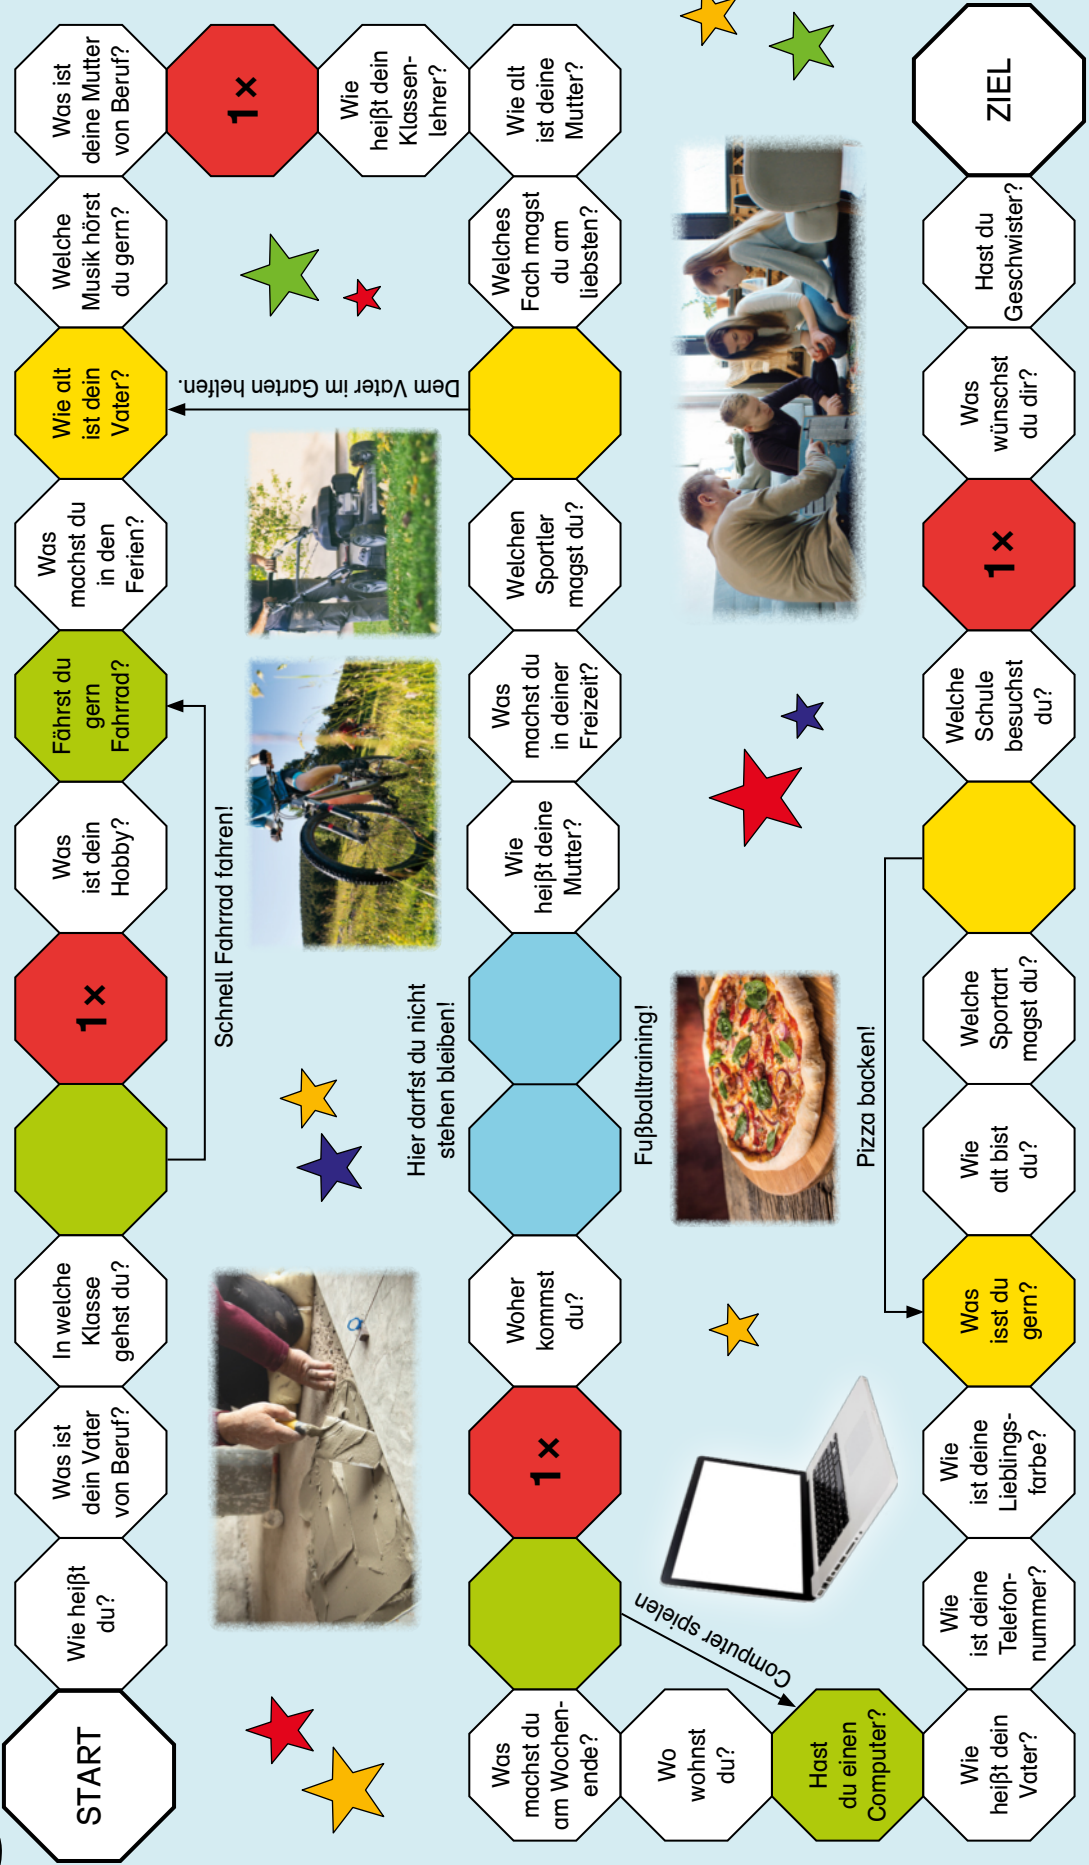 START
Wie heißt
du?
Was ist
dein Vater
von Beruf?
In welche
Klasse
gehst du?
1×
Was
ist dein
Hobby?
Fährst du
gern
Fahrrad?
Was
machst du
in den
Ferien?
Wie alt
ist dein
Vater?
Welche
Musik hörst
du gern?
Was ist
deine Mutter
von Beruf?
1×
Wie
heißt dein
Klassen-
lehrer?
Wie alt
ist deine
Mutter?
Welches
Fach magst
du am
liebsten?
Welchen
Sportler
magst du?
Was
machst du
in deiner
Freizeit?
Wie
heißt deine
Mutter?
Woher
kommst
du?
1×
Was
machst du
am Wochen-
ende?
Wo
wohnst
du?
Hast
du einen
Computer?
Wie
heißt dein
Vater?
Wie
ist deine
Telefon-
nummer?
Wie
ist deine
Lieblings-
farbe?
Was
isst du
gern?
Wie
alt bist
du?
Welche
Sportart
magst du?
Welche
Schule
besuchst
du?
1×
Was
wünschst
du dir?
Hast du
Geschwister?
ZIEL
Schnell Fahrrad fahren!
Dem Vater im Garten helfen.
Hier darfst du nicht
stehen bleiben!
Fußballtraining!
Computer spielen
Pizza backen!